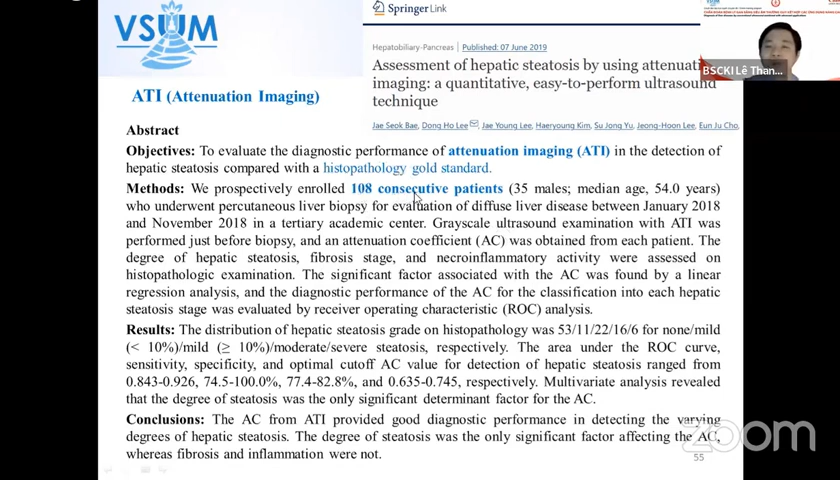 VSUM
SpringerLink
Hepatobiliary-Pancreas | Published: 07 June 2019
Assessment of hepatic steatosis by using attenuati
imaging: a quantitative, easy-to-perform ultrasound
technique
Jae Seok Bae, Dong Ho Lee, Jae Young Lee, Haeryoung Kim, Su Jong Yu, Jeong-Hoon Lee, Eun Ju Cho,
BSCKI Lê Than...
ATI (Attenuation Imaging)
Abstract
Objectives: To evaluate the diagnostic performance of attenuation imaging (ATI) in the detection of
hepatic steatosis compared with a histopathology gold standard.
Methods: We prospectively enrolled 108 consecutive patients (35 males; median age, 54.0 years)
who underwent percutaneous liver biopsy for evaluation of diffuse liver disease between January 2018
and November 2018 in a tertiary academic center. Grayscale ultrasound examination with ATI was
performed just before biopsy, and an attenuation coefficient (AC) was obtained from each patient. The
degree of hepatic steatosis, fibrosis stage, and necroinflammatory activity were assessed on
histopathologic examination. The significant factor associated with the AC was found by a linear
regression analysis, and the diagnostic performance of the AC for the classification into each hepatic
steatosis stage was evaluated by receiver operating characteristic (ROC) analysis.
Results: The distribution of hepatic steatosis grade on histopathology was 53/11/22/16/6 for none/mild
(< 10%)/mild (≥ 10%)/moderate/severe steatosis, respectively. The area under the ROC curve,
sensitivity, specificity, and optimal cutoff AC value for detection of hepatic steatosis ranged from
0.843-0.926, 74.5-100.0%, 77.4-82.8%, and 0.635-0.745, respectively. Multivariate analysis revealed
that the degree of steatosis was the only significant determinant factor for the AC.
Conclusions: The AC from ATI provided good diagnostic performance in detecting the varying
degrees of hepatic steatosis. The degree of steatosis was the only significant factor affecting the AC,
whereas fibrosis and inflammation were not.
zoom
55